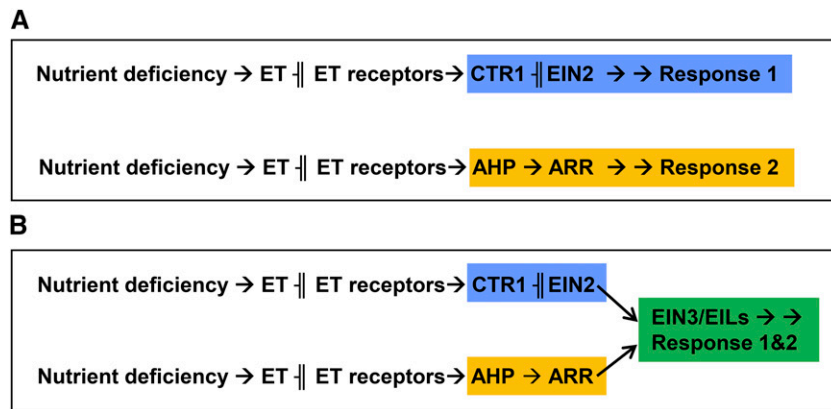 A
Nutrient deficiency → ET ⫣ ET receptors→ CTR1 ⫣EIN2 → → Response 1
Nutrient deficiency → ET ⫣ ET receptors→ AHP → ARR → → Response 2
B
Nutrient deficiency → ET ⫣ ET receptors→ CTR1 ⫣EIN2
EIN3/EILs → →
Response 1&2
Nutrient deficiency → ET ⫣ ET receptors→ AHP → ARR